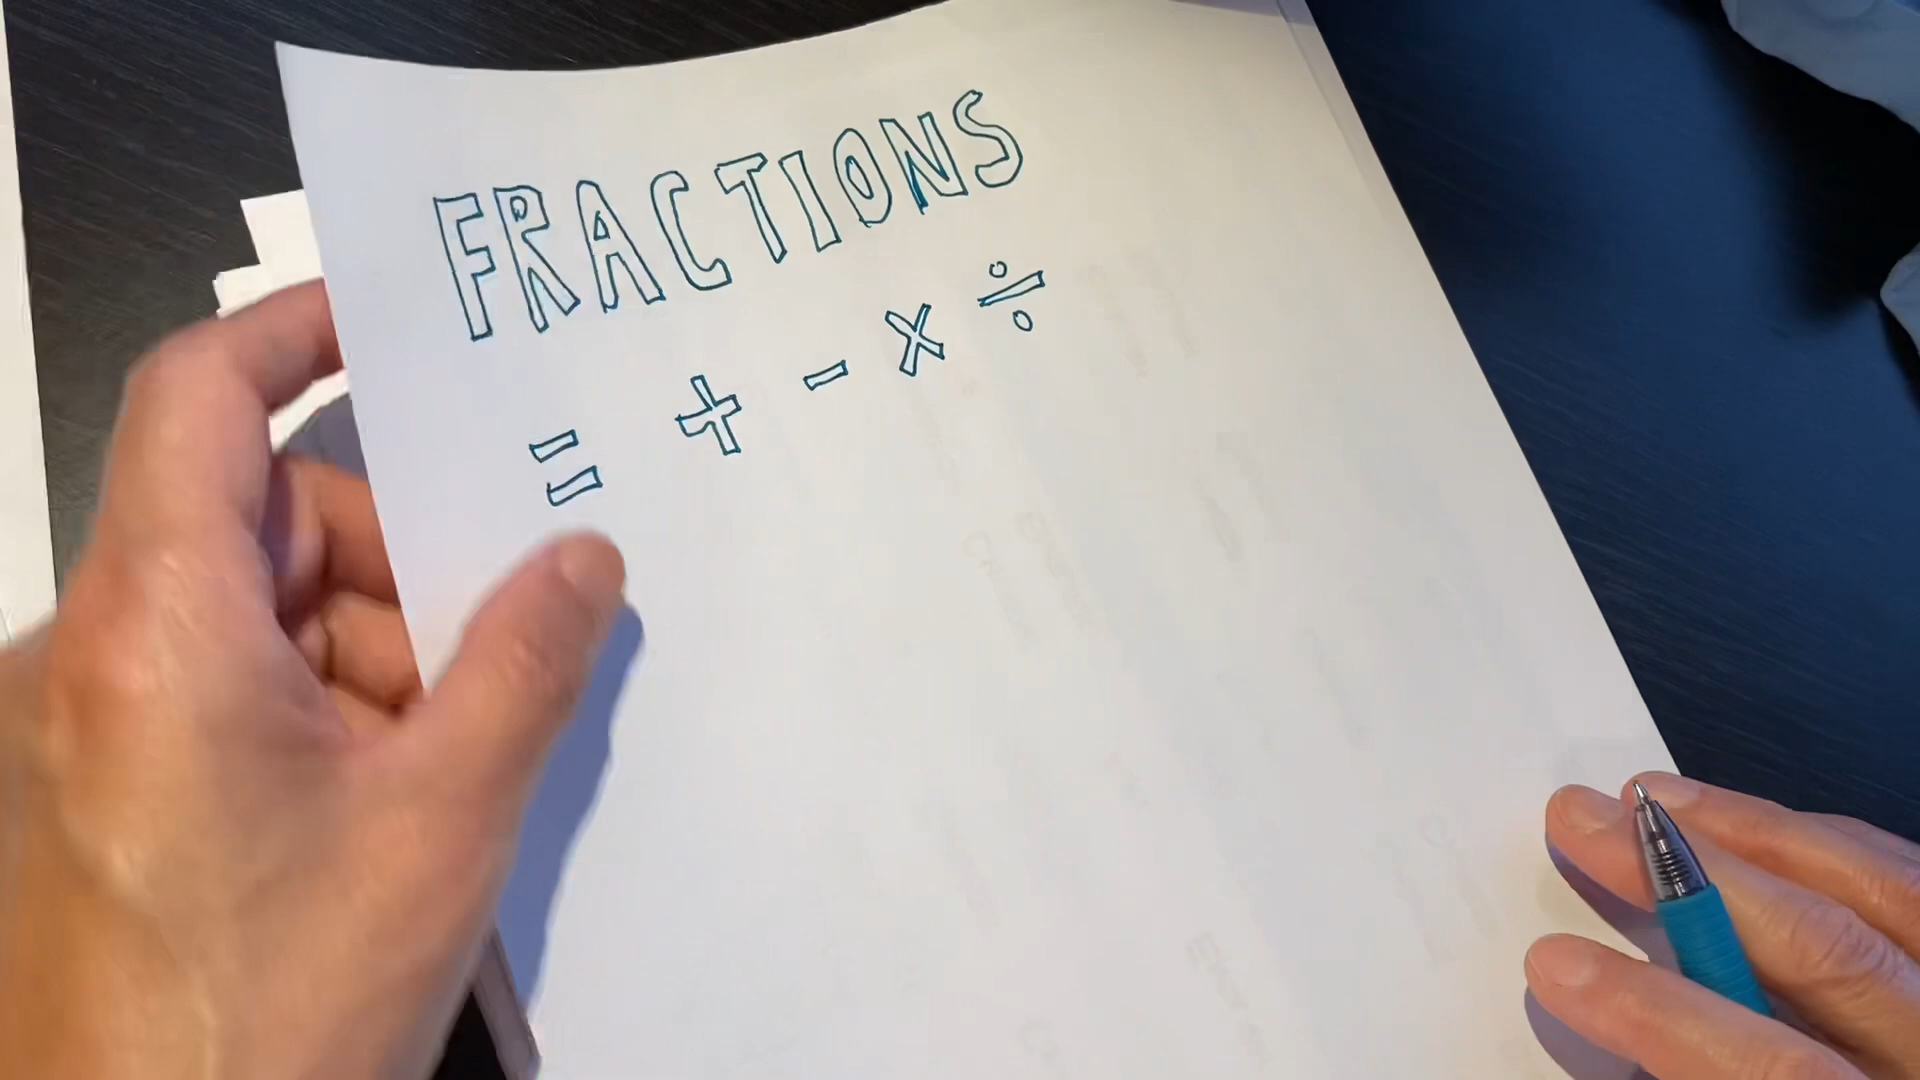 FRACTIONS
= + - × ÷